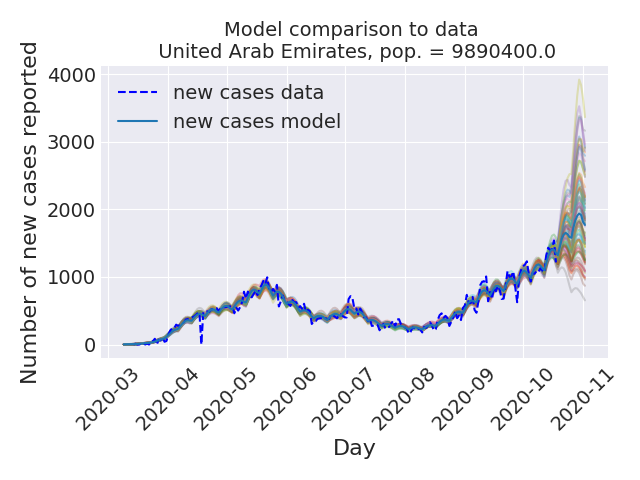 Model comparison to data
United Arab Emirates, pop. = 9890400.0
Number of new cases reported
4000
3000
2000
1000
0
new cases data
new cases model
2020-03
2020-04
2020-05
2020-06
2020-07
2020-08
2020-09
2020-10
2020-11
Day